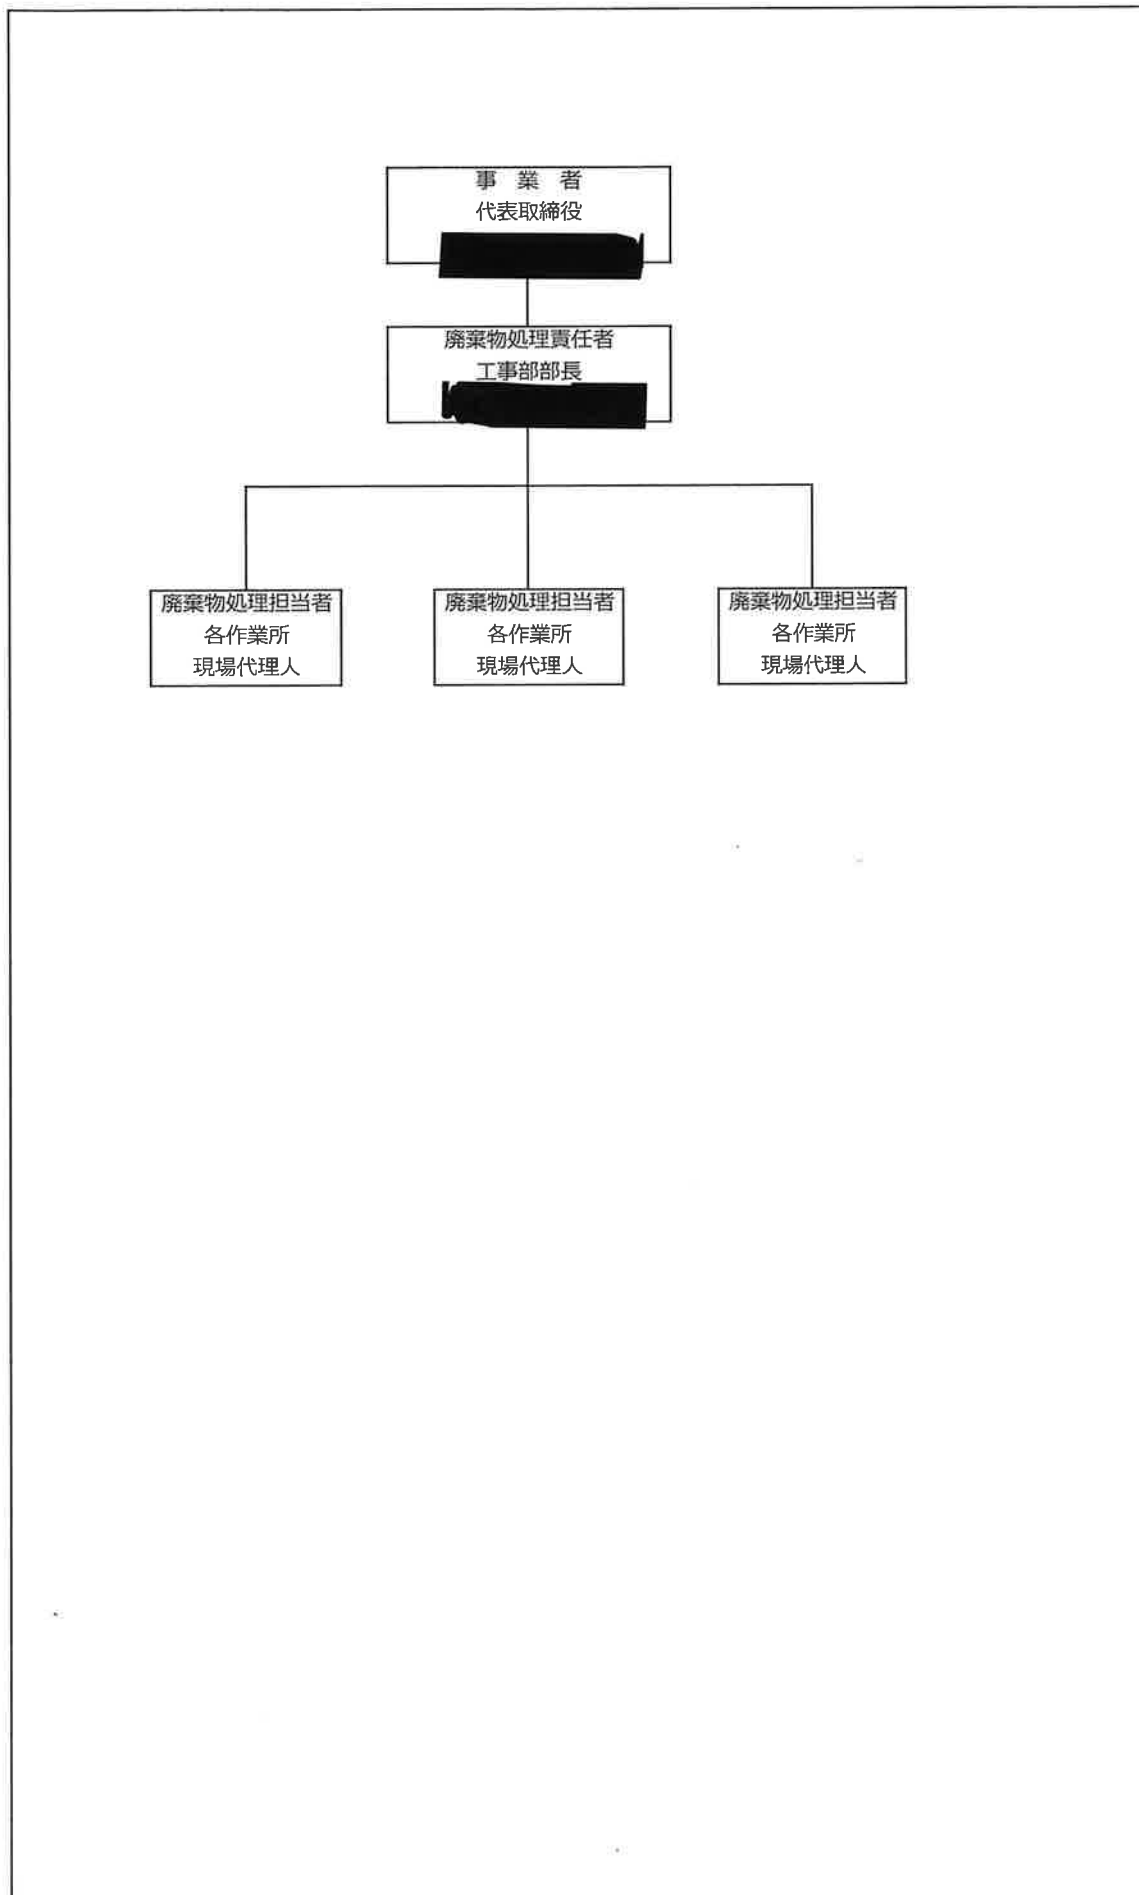 事 業 者
代表取締役
廃棄物処理責任者
工事部部長
廃棄物処理担当者
各作業所
現場代理人
廃棄物処理担当者
各作業所
現場代理人
廃棄物処理担当者
各作業所
現場代理人